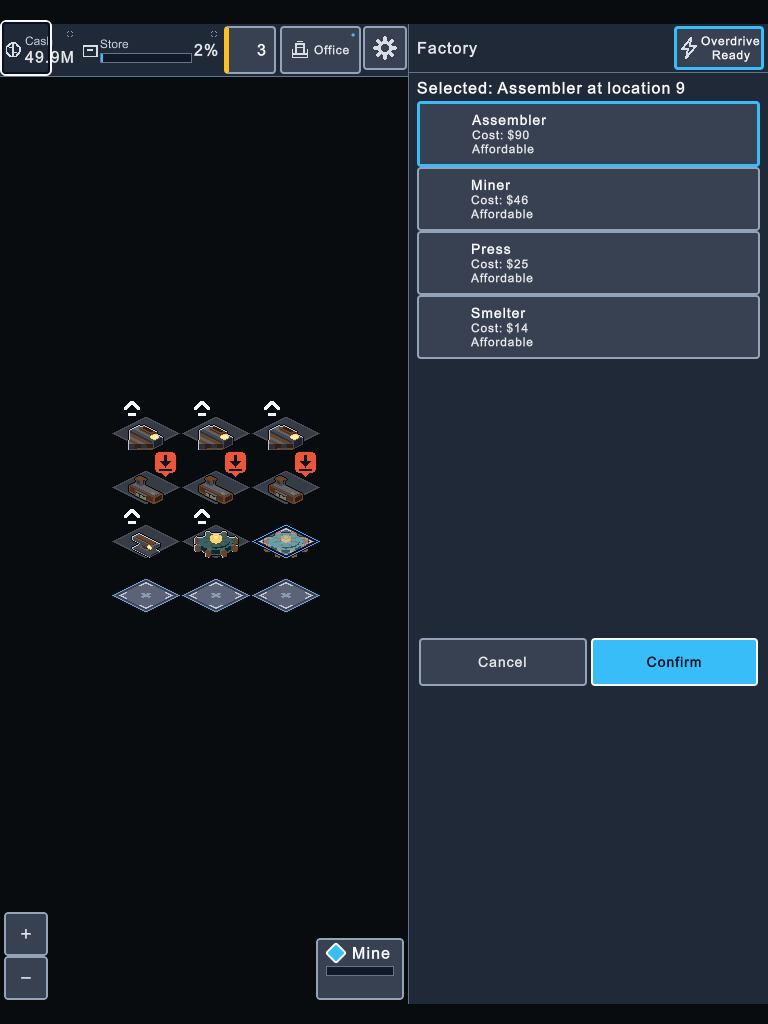 Cash
49.9M
Store
2%
3
Office
Factory
Overdrive
Ready
Selected: Assembler at location 9
Assembler
Cost: $90
Affordable
Miner
Cost: $46
Affordable
Press
Cost: $25
Affordable
Smelter
Cost: $14
Affordable
Cancel
Confirm
+
−
Mine